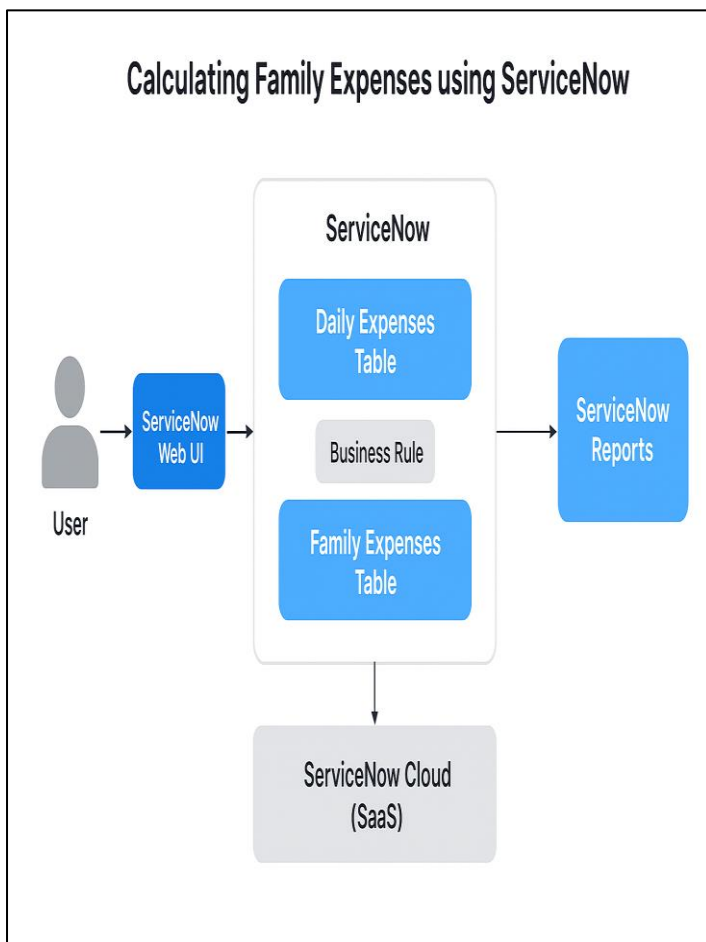 Calculating Family Expenses using ServiceNow
ServiceNow
Daily Expenses
Table
Business Rule
Family Expenses
Table
ServiceNow
Web UI
User
ServiceNow
Reports
ServiceNow Cloud
(SaaS)